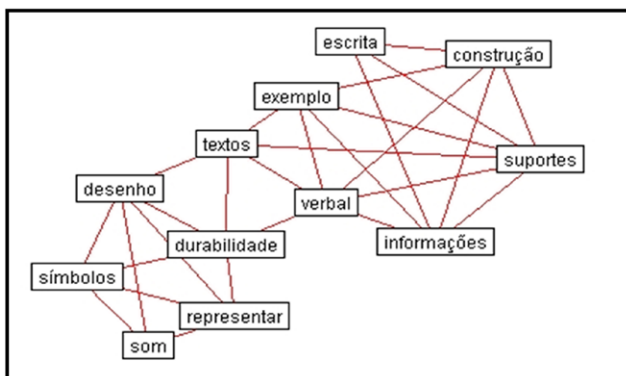 escrita
construção
exemplo
textos
suportes
desenho
verbal
durabilidade
informações
símbolos
representar
som